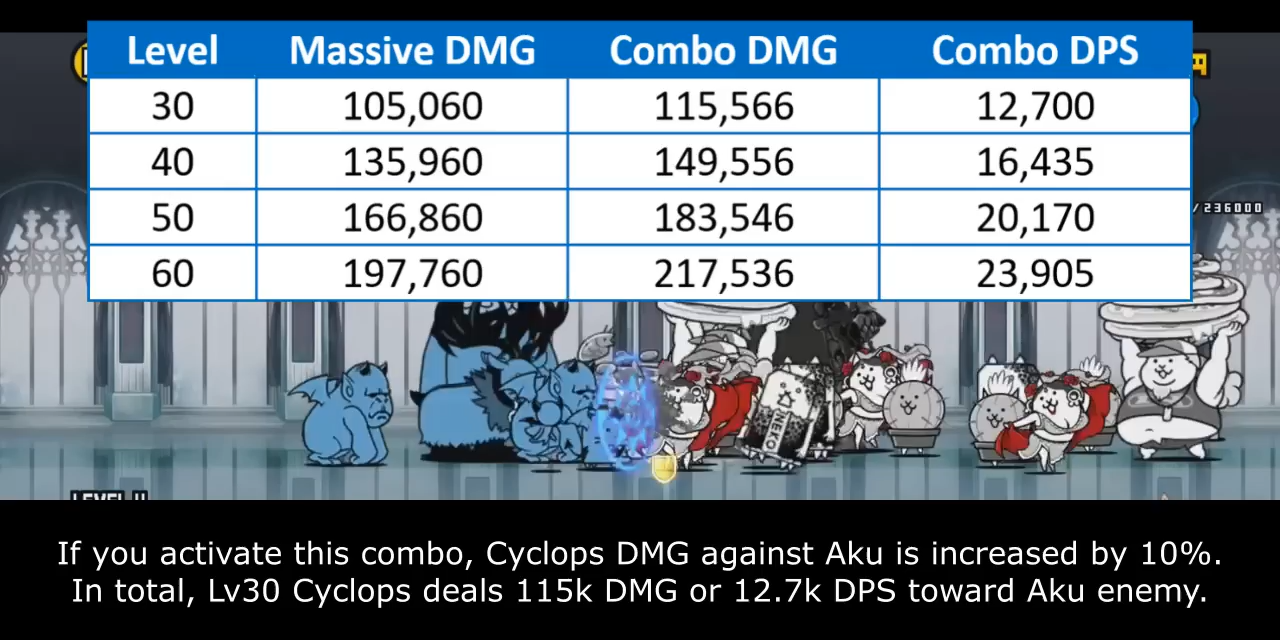 Level Massive DMG Combo DMG Combo DPS
30 105,060 115,566 12,700
40 135,960 149,556 16,435
50 166,860 183,546 20,170
60 197,760 217,536 23,905
/236000
NEKO
If you activate this combo, Cyclops DMG against Aku is increased by 10%.
In total, Lv30 Cyclops deals 115k DMG or 12.7k DPS toward Aku enemy.